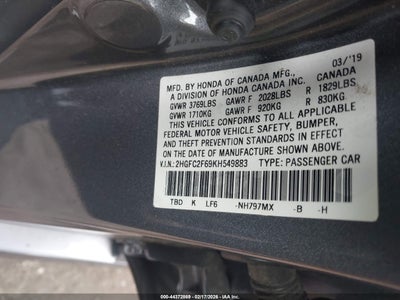 MFD. BY HONDA OF CANADA MFG., 03/'19
A DIVISION OF HONDA CANADA INC. CANADA
GVWR 3769LBS GAWR F 2028LBS R 1829LBS
GVWR 1710KG GAWR F 920KG R 830KG
THIS VEHICLE CONFORMS TO ALL APPLICABLE
FEDERAL MOTOR VEHICLE SAFETY, BUMPER,
AND THEFT PREVENTION STANDARDS IN EFFECT
ON THE DATE OF MANUFACTURE SHOWN ABOVE.
V.I.N.: 2HGFC2F69KH549883 TYPE: PASSENGER CAR
TBD K LF6 -NH797MX -B -H
© 000-44372069 | 02/17/2026 - IAAI.COM